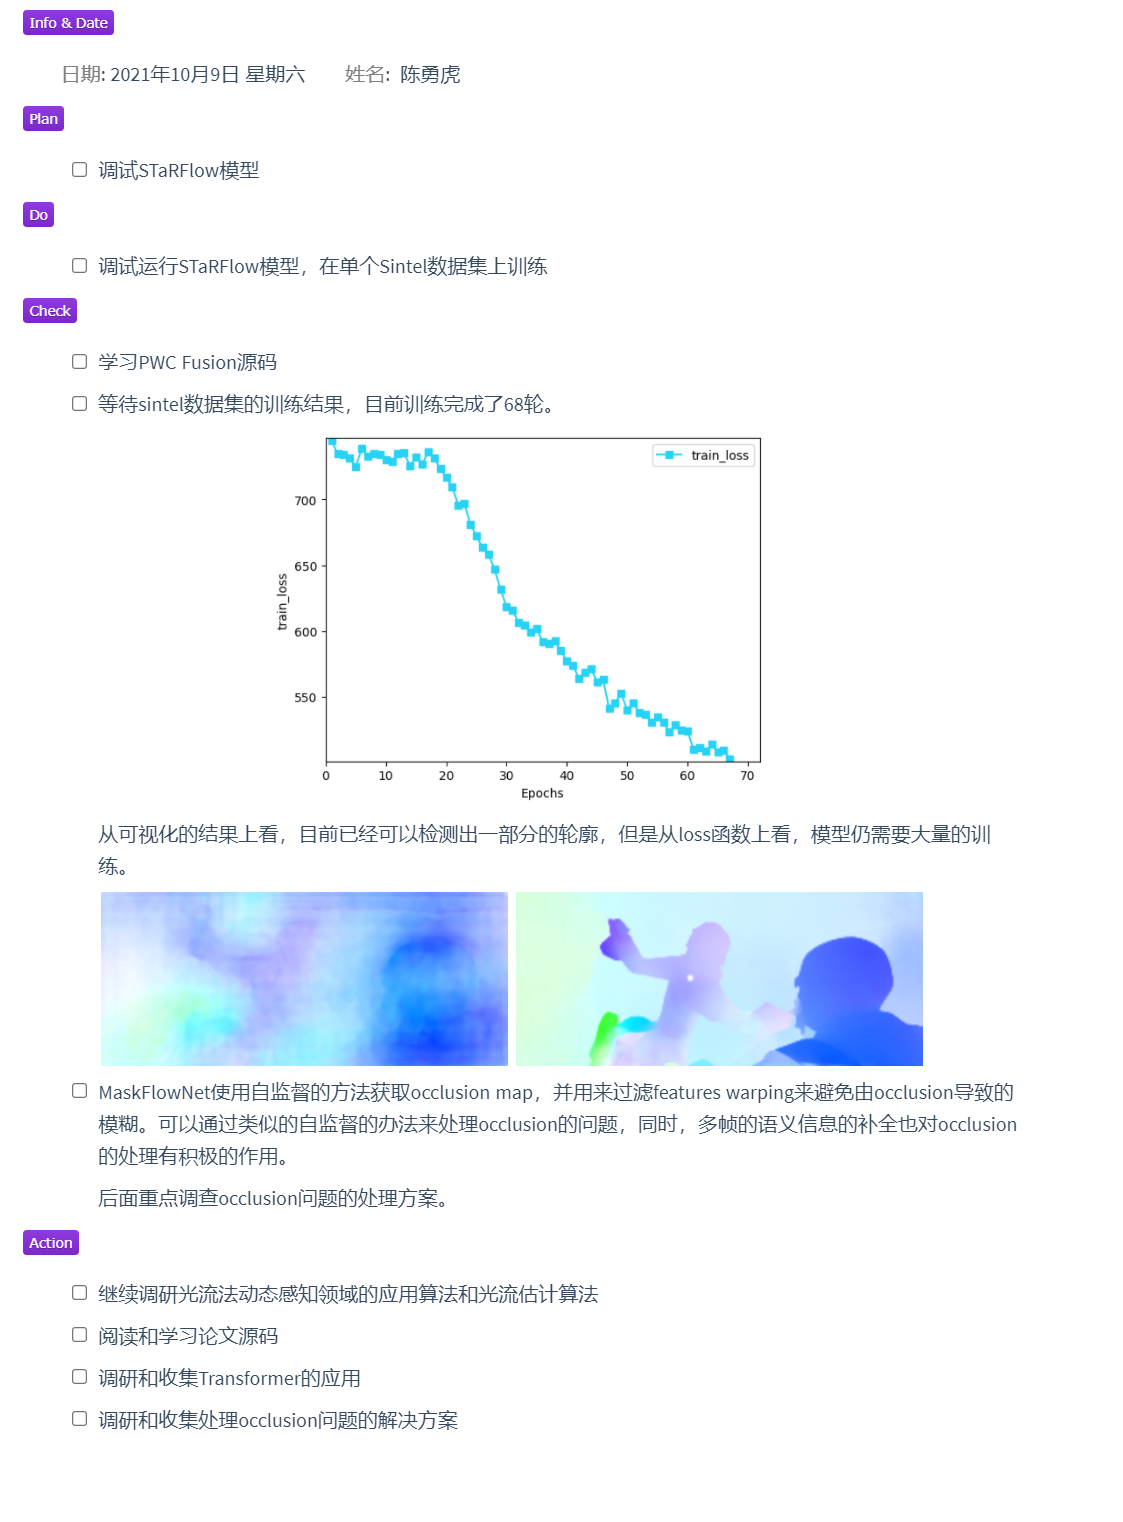 Info & Date
日期: 2021年10月9日 星期六 姓名: 陈勇虎
Plan
调试STaRFlow模型
Do
调试运行STaRFlow模型，在单个Sintel数据集上训练
Check
学习PWC Fusion源码
等待sintel数据集的训练结果，目前训练完成了68轮。
train_loss
700
650
600
550
train_loss
0 10 20 30 40 50 60 70
Epochs
从可视化的结果上看，目前已经可以检测出一部分的轮廓，但是从loss函数上看，模型仍需要大量的训
练。
MaskFlowNet使用自监督的方法获取occlusion map，并用来过滤features warping来避免由occlusion导致的
模糊。可以通过类似的自监督的办法来处理occlusion的问题，同时，多帧的语义信息的补全也对occlusion
的处理有积极的作用。
后面重点调查occlusion问题的处理方案。
Action
继续调研光流法动态感知领域的应用算法和光流估计算法
阅读和学习论文源码
调研和收集Transformer的应用
调研和收集处理occlusion问题的解决方案